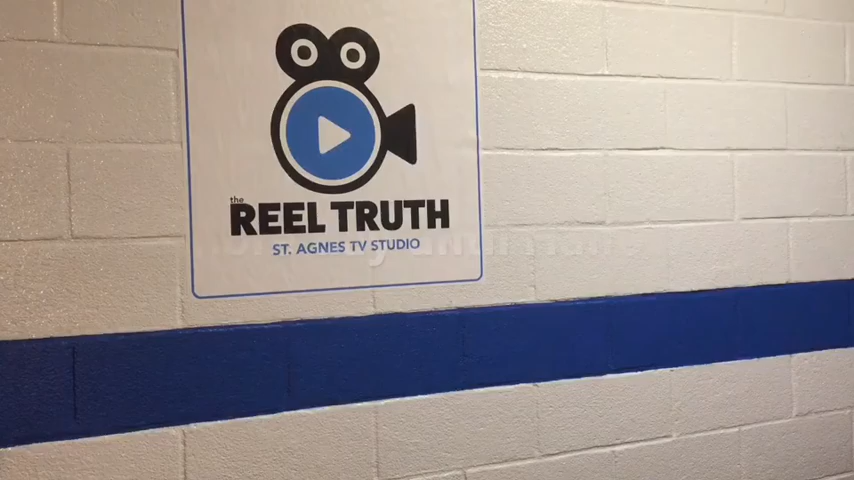 the
REEL TRUTH
ST. AGNES TV STUDIO